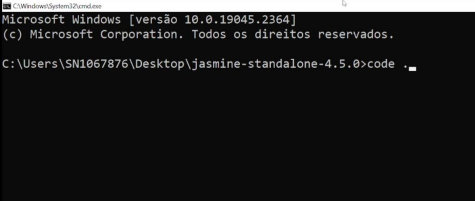 C:\Windows\System32\cmd.exe
Microsoft Windows [versão 10.0.19045.2364]
(c) Microsoft Corporation. Todos os direitos reservados.
C:\Users\SN1067876\Desktop\jasmine-standalone-4.5.0>code .